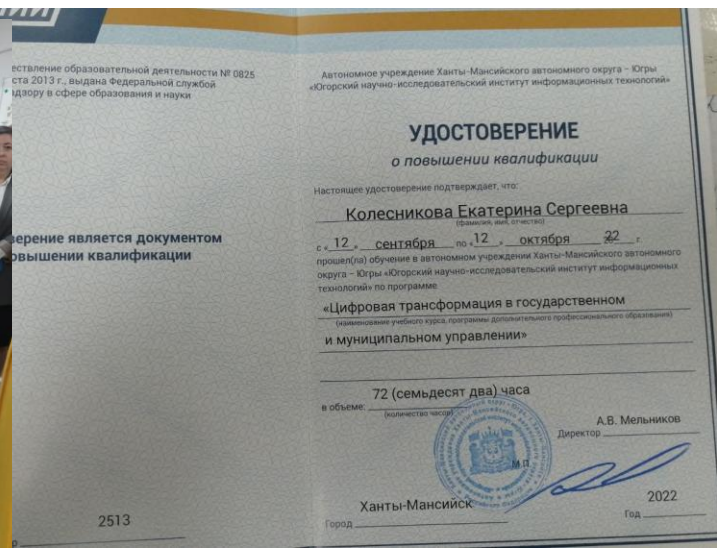 ествление образовательной деятельности № 0825
ста 2013 г., выдана Федеральной службой
адзору в сфере образования и науки
верение является документом
овышении квалификации
2513
Автономное учреждение Ханты-Мансийского автономного округа – Югры
«Югорский научно-исследовательский институт информационных технологий»
УДОСТОВЕРЕНИЕ
о повышении квалификации
Настоящее удостоверение подтверждает, что:
Колесникова Екатерина Сергеевна
(фамилия, имя, отчество)
с « 12 » сентября по « 12 » октября 22 г.
прошел(ла) обучение в автономном учреждении Ханты-Мансийского автономного
округа – Югры «Югорский научно-исследовательский институт информационных
технологий» по программе
«Цифровая трансформация в государственном
(наименование учебного курса, программы дополнительного профессионального образования)
и муниципальном управлении»
72 (семьдесят два) часа
в объеме:
(количество часов)
А.В. Мельников
Директор
М.П.
Ханты-Мансийск
Город
2022
Год